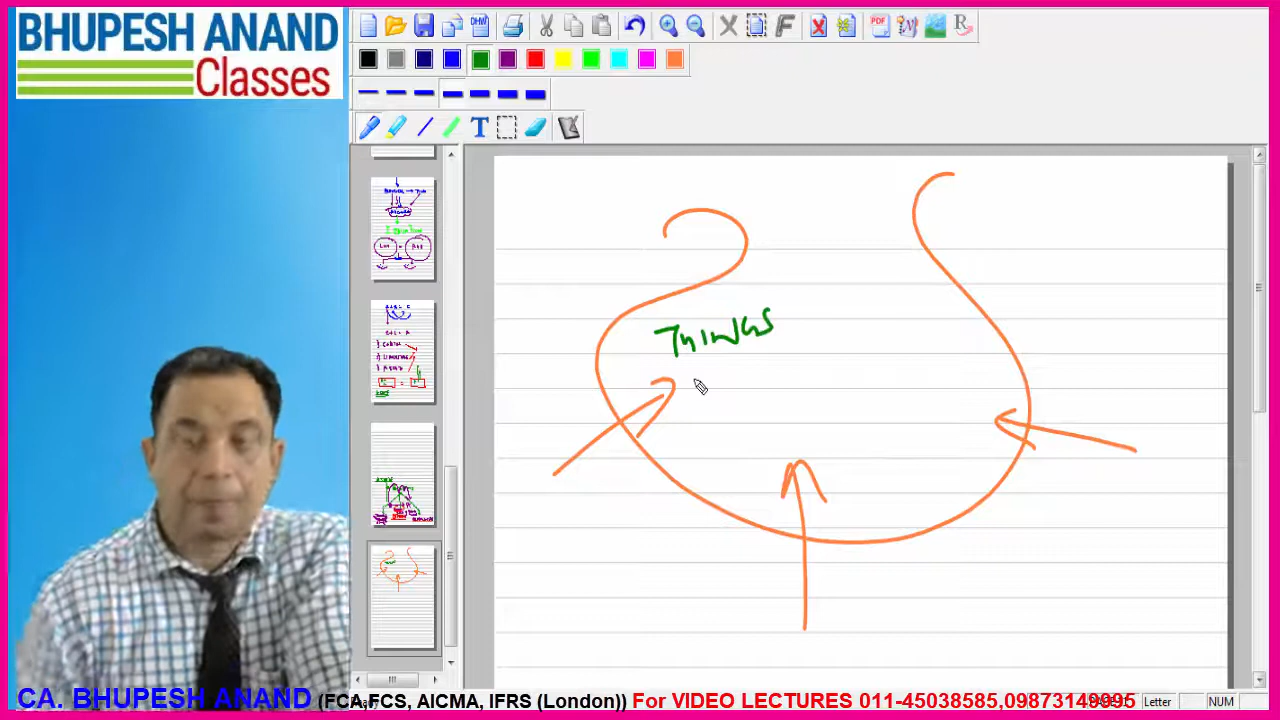 BHUPESH ANAND
Classes
THINGS
CA. BHUPESH ANAND (FCA,FCS, AICMA, IFRS (London)) For VIDEO LECTURES 011-45038585,09873149995
Letter
NUM